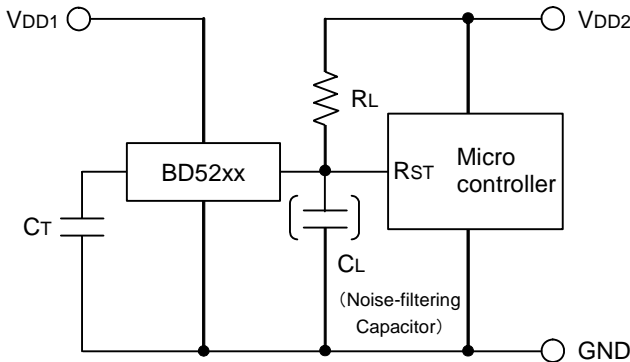 VDD1
VDD2
RL
BD52xx
RST
Micro
controller
CT
CL
（Noise-filtering
Capacitor）
GND